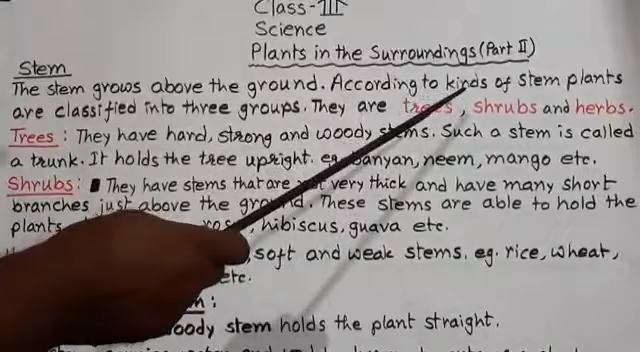 Class-III
Science
Plants in the Surroundings (Part II)
Stem
The stem grows above the ground. According to kinds of stem plants
are classified into three groups. They are trees, shrubs and herbs.
Trees : They have hard, strong and woody stems. Such a stem is called
a trunk. It holds the tree upright. eg. banyan, neem, mango etc.
Shrubs : They have stems that are not very thick and have many short
branches just above the ground. These stems are able to hold the
plants , hibiscus, guava etc.
, soft and weak stems. eg. rice, wheat,
etc.
:
woody stem holds the plant straight.